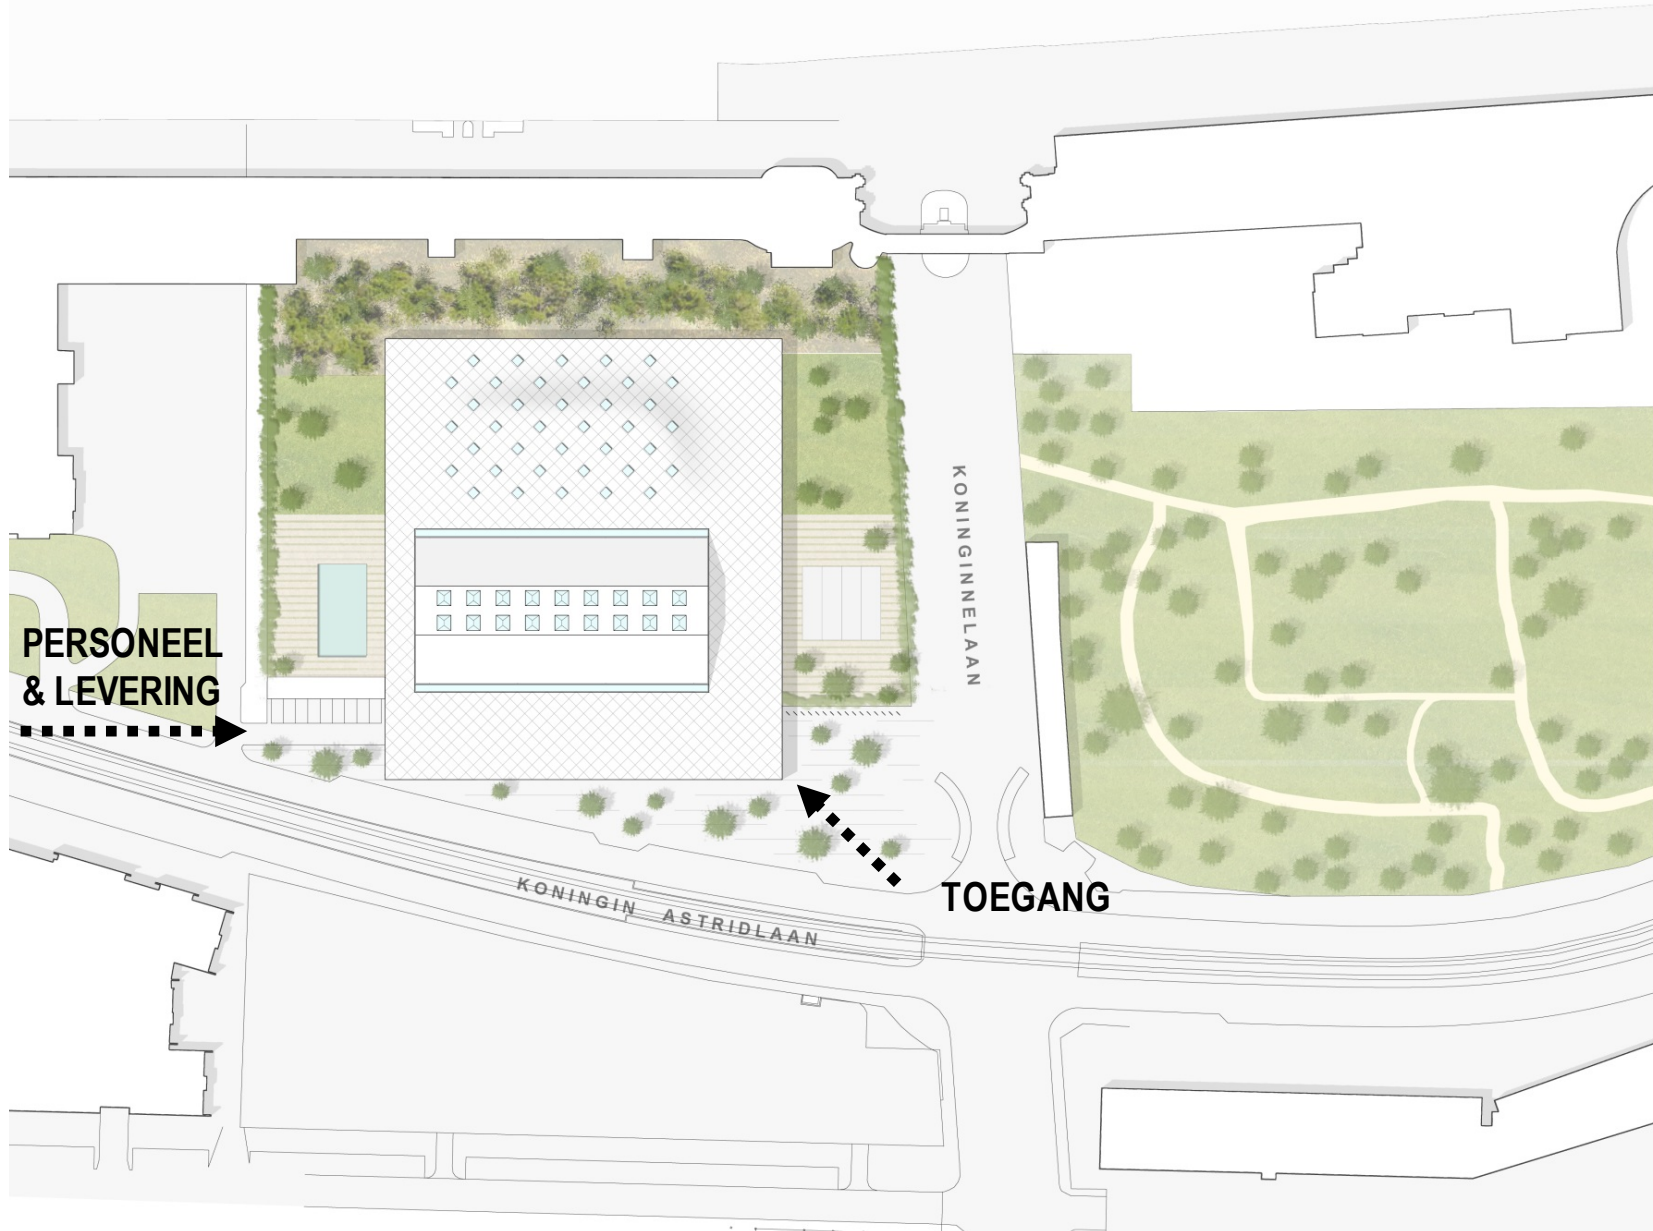 KONINGINNELAAN
PERSONEEL
& LEVERING
TOEGANG
KONINGIN ASTRIDLAAN